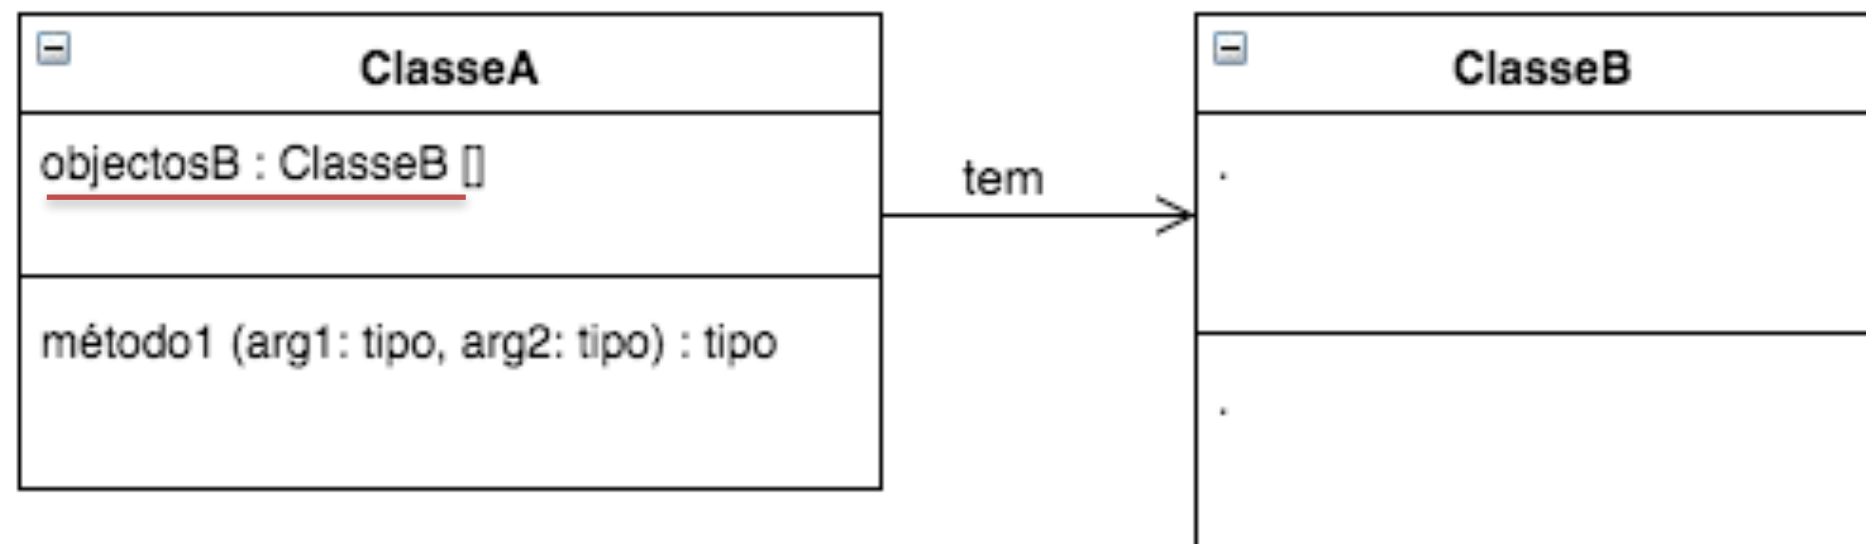 ClasseA
objectosB : ClasseB []
método1 (arg1: tipo, arg2: tipo) : tipo
tem
ClasseB
.
.